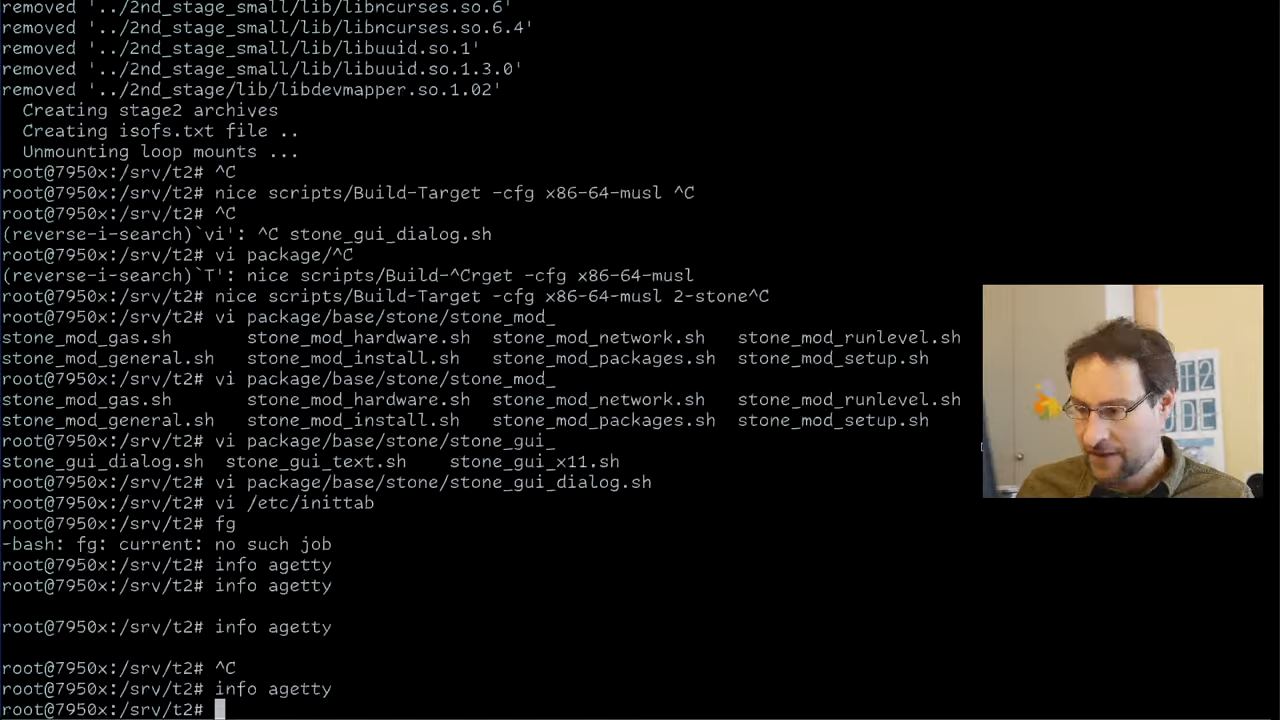 removed '../2nd_stage_small/lib/libncurses.so.6'
removed '../2nd_stage_small/lib/libncurses.so.6.4'
removed '../2nd_stage_small/lib/libuuid.so.1'
removed '../2nd_stage_small/lib/libuuid.so.1.3.0'
removed '../2nd_stage/lib/libdevmapper.so.1.02'
  Creating stage2 archives
  Creating isofs.txt file ..
  Unmounting loop mounts ...
root@7950x:/srv/t2# ^C
root@7950x:/srv/t2# nice scripts/Build-Target -cfg x86-64-musl ^C
root@7950x:/srv/t2# ^C
(reverse-i-search)`vi': ^C stone_gui_dialog.sh
root@7950x:/srv/t2# vi package/^C
(reverse-i-search)`T': nice scripts/Build-^Crget -cfg x86-64-musl
root@7950x:/srv/t2# nice scripts/Build-Target -cfg x86-64-musl 2-stone^C
root@7950x:/srv/t2# vi package/base/stone/stone_mod_
stone_mod_gas.sh stone_mod_hardware.sh stone_mod_network.sh stone_mod_runlevel.sh
stone_mod_general.sh stone_mod_install.sh stone_mod_packages.sh stone_mod_setup.sh
root@7950x:/srv/t2# vi package/base/stone/stone_mod_
stone_mod_gas.sh stone_mod_hardware.sh stone_mod_network.sh stone_mod_runlevel.sh
stone_mod_general.sh stone_mod_install.sh stone_mod_packages.sh stone_mod_setup.sh
root@7950x:/srv/t2# vi package/base/stone/stone_gui_
stone_gui_dialog.sh stone_gui_text.sh stone_gui_x11.sh
root@7950x:/srv/t2# vi package/base/stone/stone_gui_dialog.sh
root@7950x:/srv/t2# vi /etc/inittab
root@7950x:/srv/t2# fg
-bash: fg: current: no such job
root@7950x:/srv/t2# info agetty
root@7950x:/srv/t2# info agetty
root@7950x:/srv/t2# info agetty
root@7950x:/srv/t2# ^C
root@7950x:/srv/t2# info agetty
root@7950x:/srv/t2#